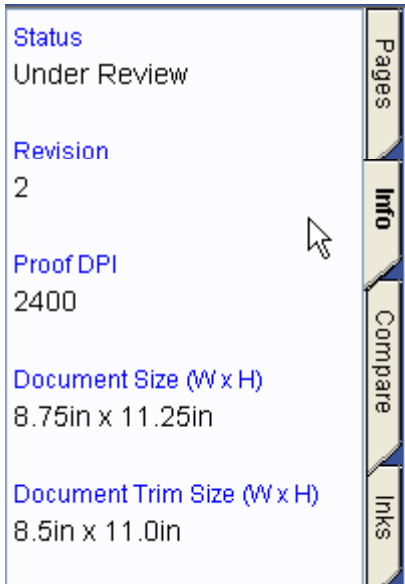 Status
Under Review
Revision
2
Proof DPI
2400
Document Size (W x H)
8.75in x 11.25in
Document Trim Size (W x H)
8.5in x 11.0in
Pages
Info
Compare
Inks